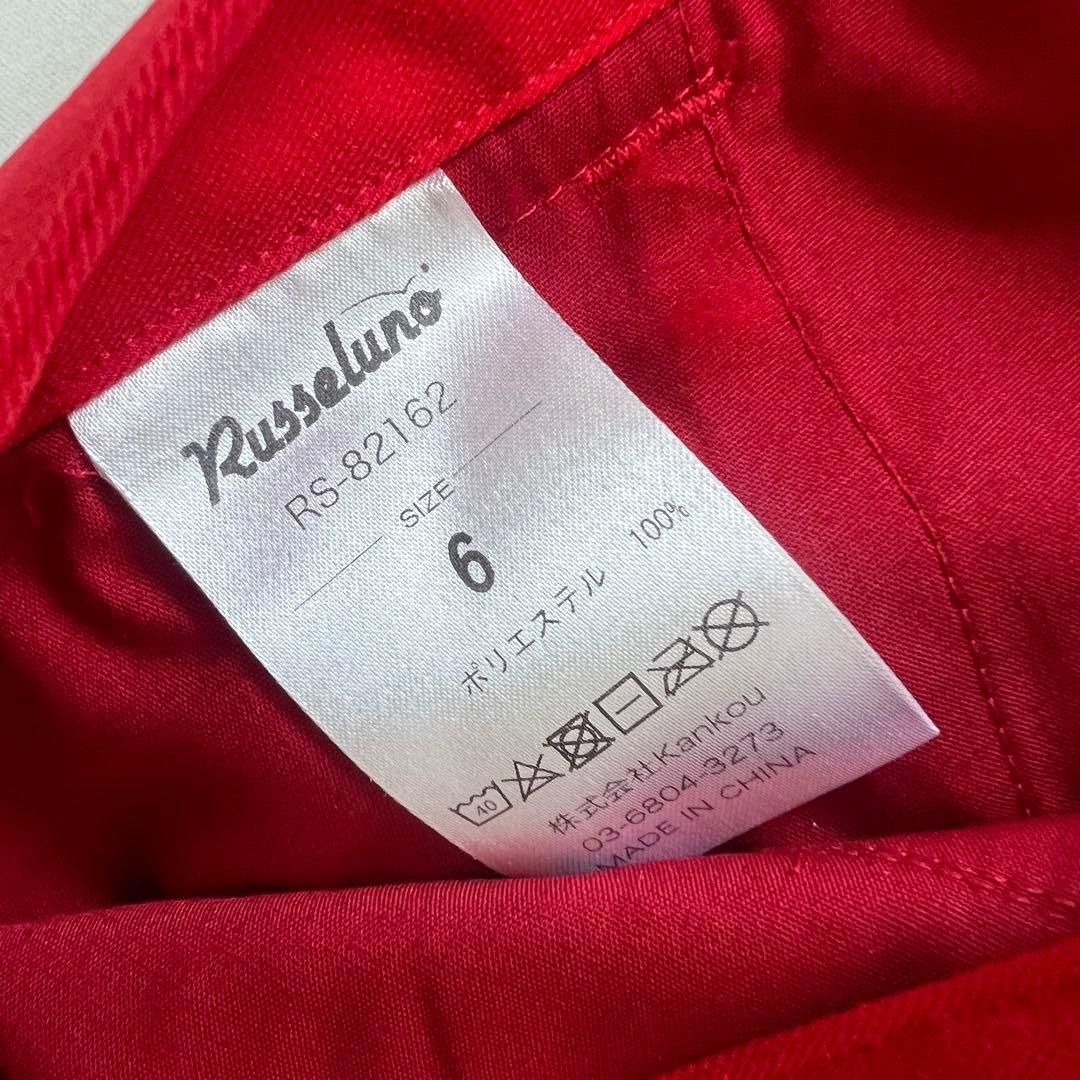 Russeluno
RS-82162
SIZE
6
ポリエステル 100%
40
株式会社Kankou
03-6804-3273
MADE IN CHINA